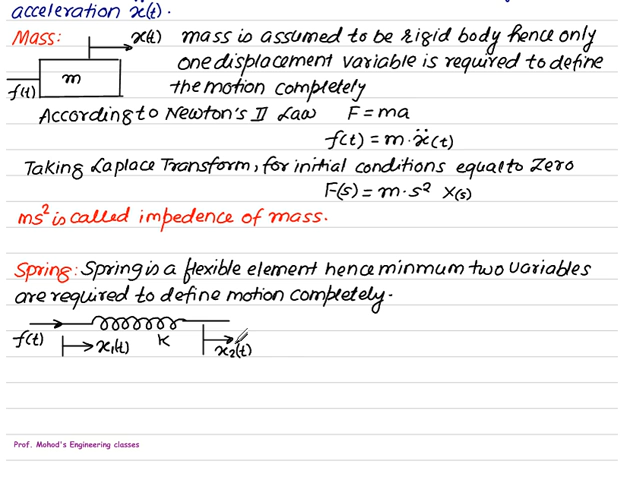 acceleration ẍ(t).
Mass: x(t) mass is assumed to be rigid body hence only
one displacement variable is required to define
m
f(t) the motion completely
According to Newton's II Law F = ma
f(t) = m · ẍ(t)
Taking Laplace Transform, for initial conditions equal to Zero
F(s) = m · s² X(s)
ms² is called impedence of mass.
Spring: Spring is a flexible element hence minmum two variables
are required to define motion completely.
f(t) x₁(t) K x₂(t)
Prof. Mohod's Engineering classes